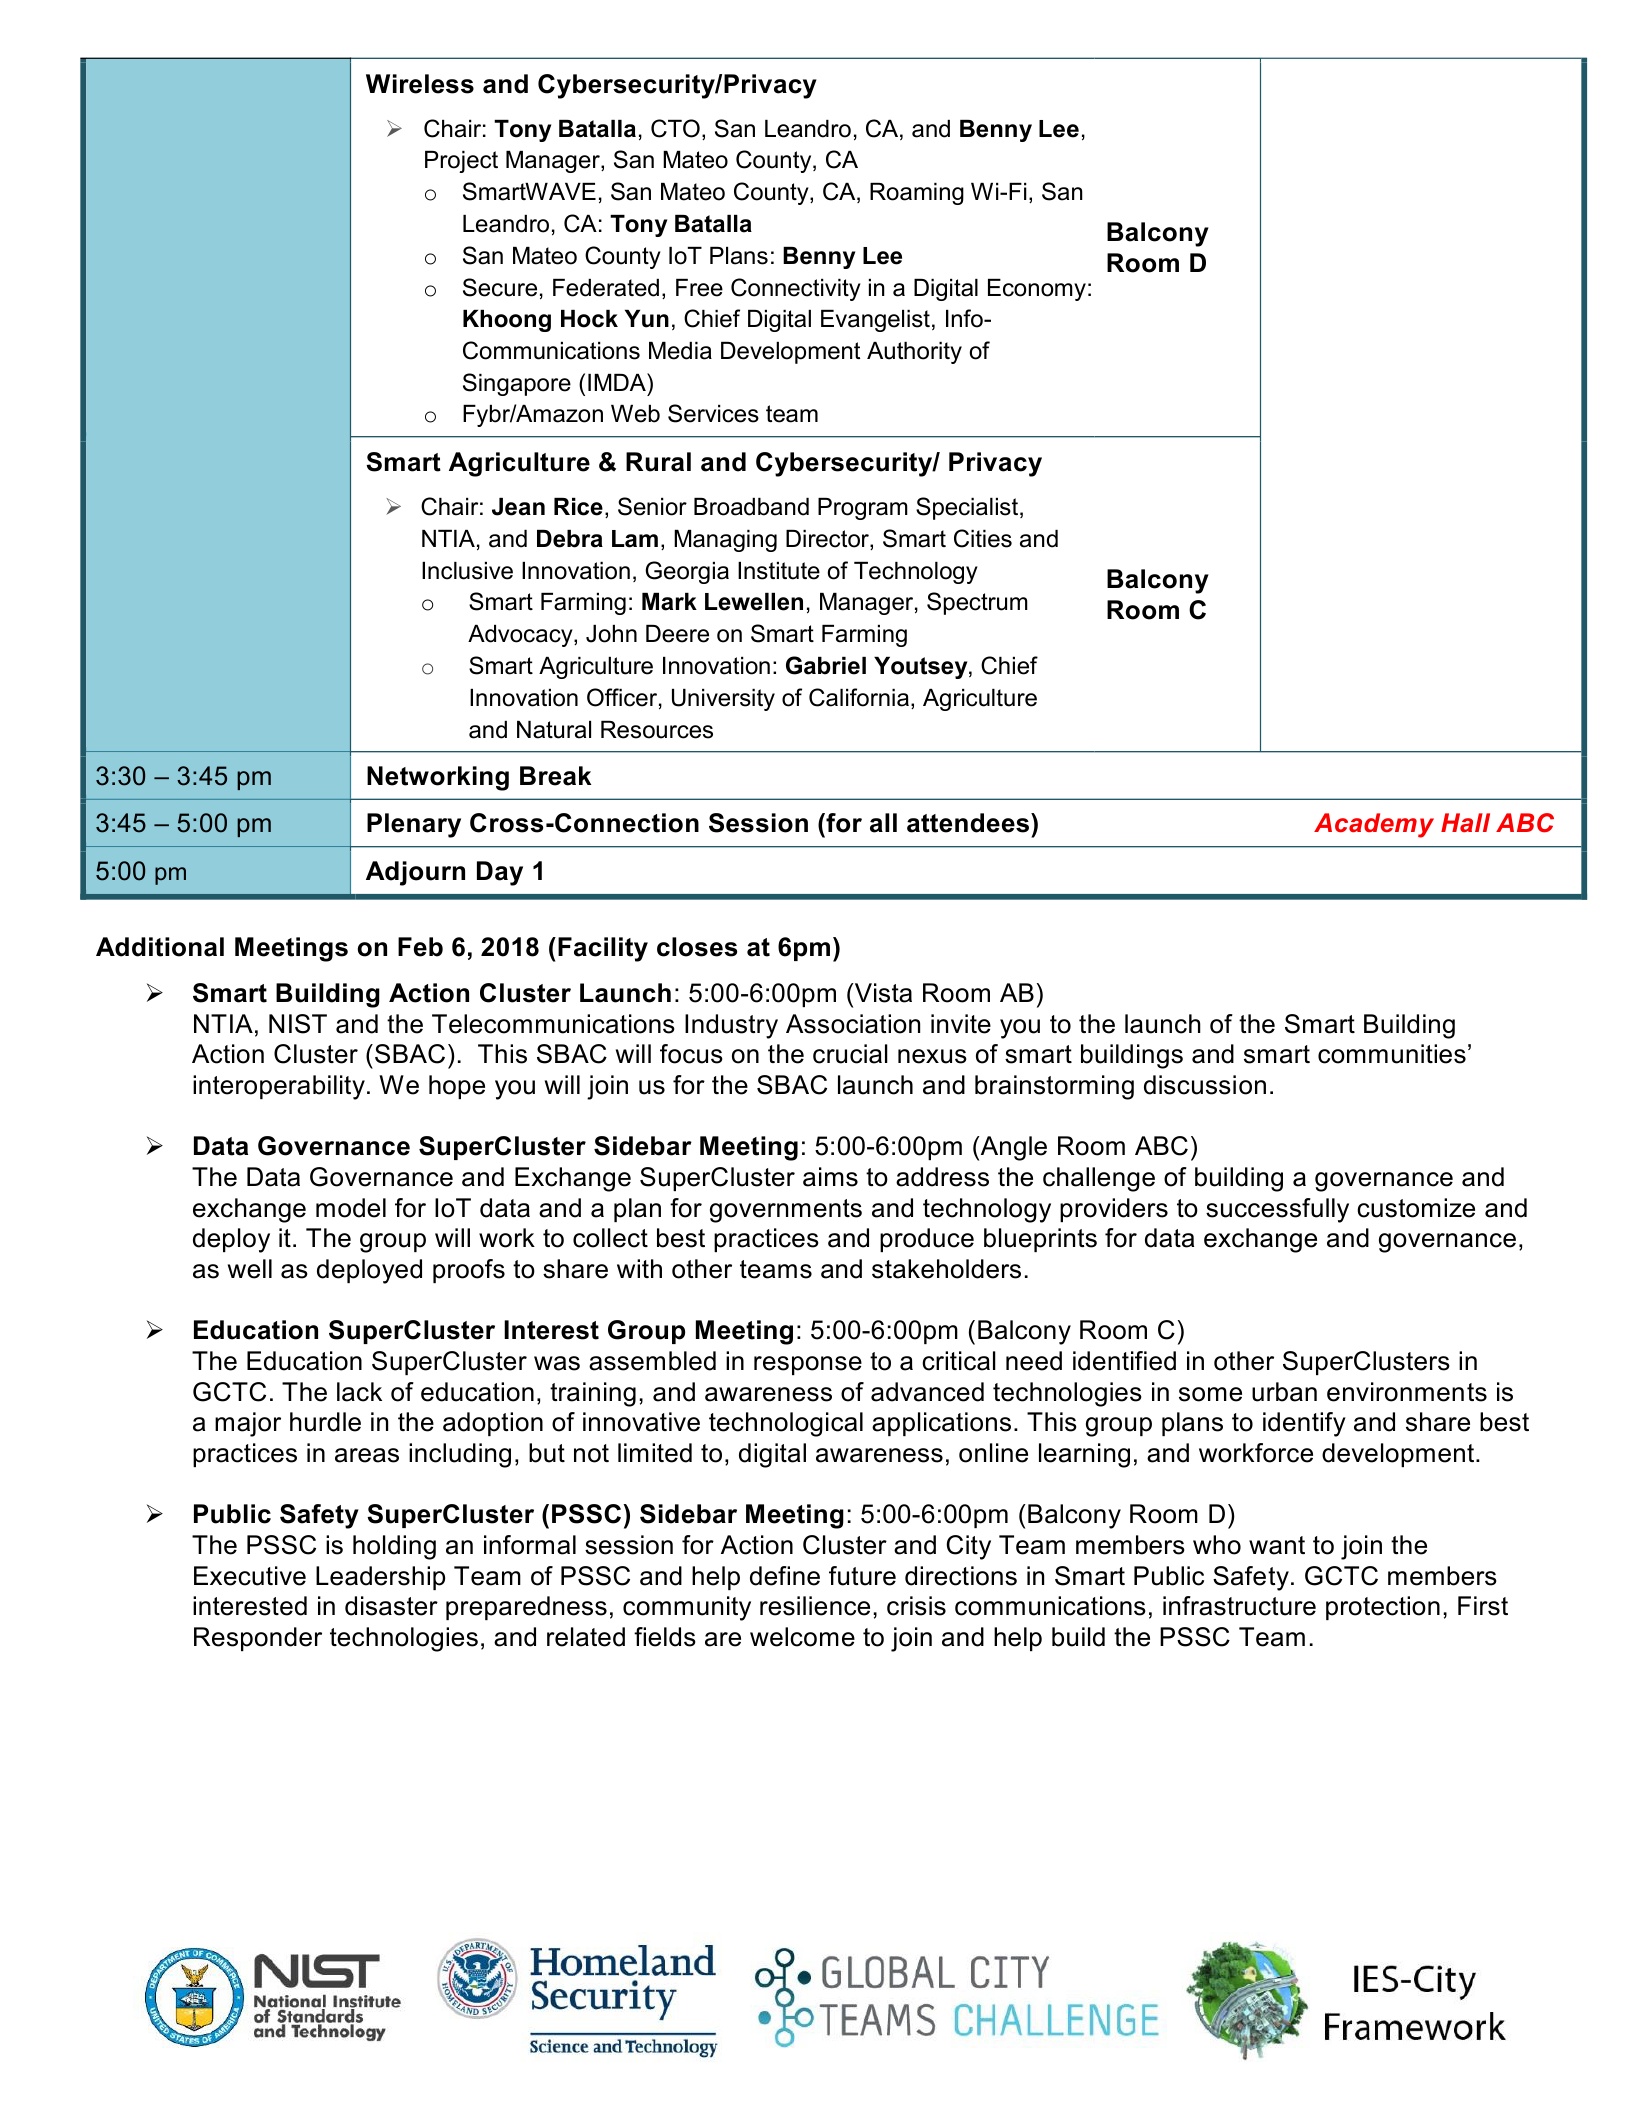 Wireless and Cybersecurity/Privacy
➢ Chair: Tony Batalla, CTO, San Leandro, CA, and Benny Lee,
Project Manager, San Mateo County, CA
o SmartWAVE, San Mateo County, CA, Roaming Wi-Fi, San
Leandro, CA: Tony Batalla
o San Mateo County IoT Plans: Benny Lee
o Secure, Federated, Free Connectivity in a Digital Economy:
Khoong Hock Yun, Chief Digital Evangelist, Info-
Communications Media Development Authority of
Singapore (IMDA)
o Fybr/Amazon Web Services team
Balcony
Room D
Smart Agriculture & Rural and Cybersecurity/ Privacy
➢ Chair: Jean Rice, Senior Broadband Program Specialist,
NTIA, and Debra Lam, Managing Director, Smart Cities and
Inclusive Innovation, Georgia Institute of Technology
o Smart Farming: Mark Lewellen, Manager, Spectrum
Advocacy, John Deere on Smart Farming
o Smart Agriculture Innovation: Gabriel Youtsey, Chief
Innovation Officer, University of California, Agriculture
and Natural Resources
Balcony
Room C
3:30 – 3:45 pm Networking Break
3:45 – 5:00 pm Plenary Cross-Connection Session (for all attendees) Academy Hall ABC
5:00 pm Adjourn Day 1
Additional Meetings on Feb 6, 2018 (Facility closes at 6pm)
➢ Smart Building Action Cluster Launch: 5:00-6:00pm (Vista Room AB)
NTIA, NIST and the Telecommunications Industry Association invite you to the launch of the Smart Building
Action Cluster (SBAC).  This SBAC will focus on the crucial nexus of smart buildings and smart communities’
interoperability. We hope you will join us for the SBAC launch and brainstorming discussion.
➢ Data Governance SuperCluster Sidebar Meeting: 5:00-6:00pm (Angle Room ABC)
The Data Governance and Exchange SuperCluster aims to address the challenge of building a governance and
exchange model for IoT data and a plan for governments and technology providers to successfully customize and
deploy it. The group will work to collect best practices and produce blueprints for data exchange and governance,
as well as deployed proofs to share with other teams and stakeholders.
➢ Education SuperCluster Interest Group Meeting: 5:00-6:00pm (Balcony Room C)
The Education SuperCluster was assembled in response to a critical need identified in other SuperClusters in
GCTC. The lack of education, training, and awareness of advanced technologies in some urban environments is
a major hurdle in the adoption of innovative technological applications. This group plans to identify and share best
practices in areas including, but not limited to, digital awareness, online learning, and workforce development.
➢ Public Safety SuperCluster (PSSC) Sidebar Meeting: 5:00-6:00pm (Balcony Room D)
The PSSC is holding an informal session for Action Cluster and City Team members who want to join the
Executive Leadership Team of PSSC and help define future directions in Smart Public Safety. GCTC members
interested in disaster preparedness, community resilience, crisis communications, infrastructure protection, First
Responder technologies, and related fields are welcome to join and help build the PSSC Team.
DEPARTMENT OF COMMERCE
UNITED STATES OF AMERICA
NIST
National Institute
of Standards
and Technology
U.S. DEPARTMENT OF
HOMELAND SECURITY
Homeland
Security
Science and Technology
GLOBAL CITY
TEAMS CHALLENGE
IES-City
Framework